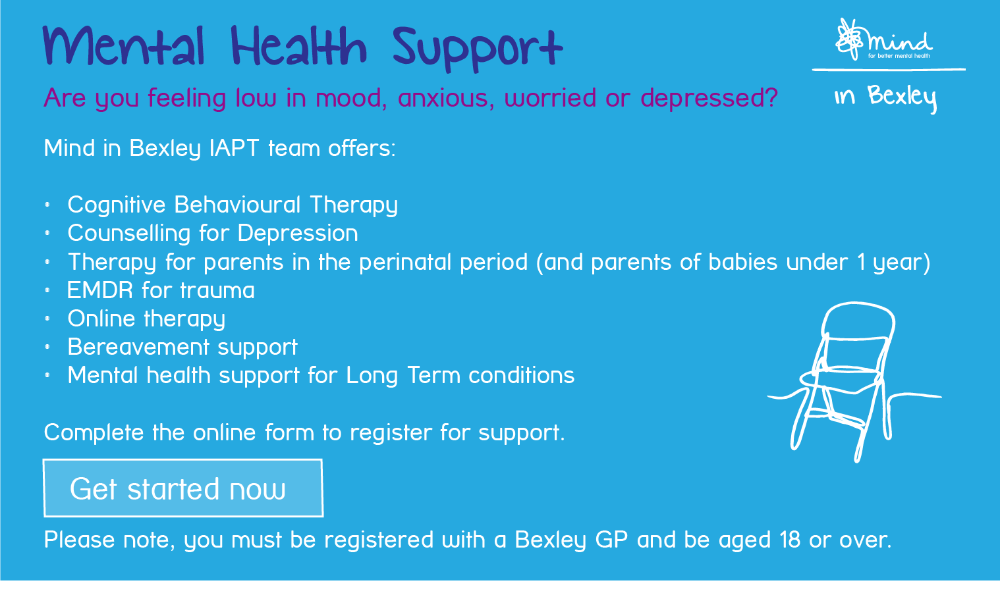 Mental Health Support
mind
for better mental health
in Bexley
Are you feeling low in mood, anxious, worried or depressed?
Mind in Bexley IAPT team offers:
• Cognitive Behavioural Therapy
• Counselling for Depression
• Therapy for parents in the perinatal period (and parents of babies under 1 year)
• EMDR for trauma
• Online therapy
• Bereavement support
• Mental health support for Long Term conditions
Complete the online form to register for support.
Get started now
Please note, you must be registered with a Bexley GP and be aged 18 or over.